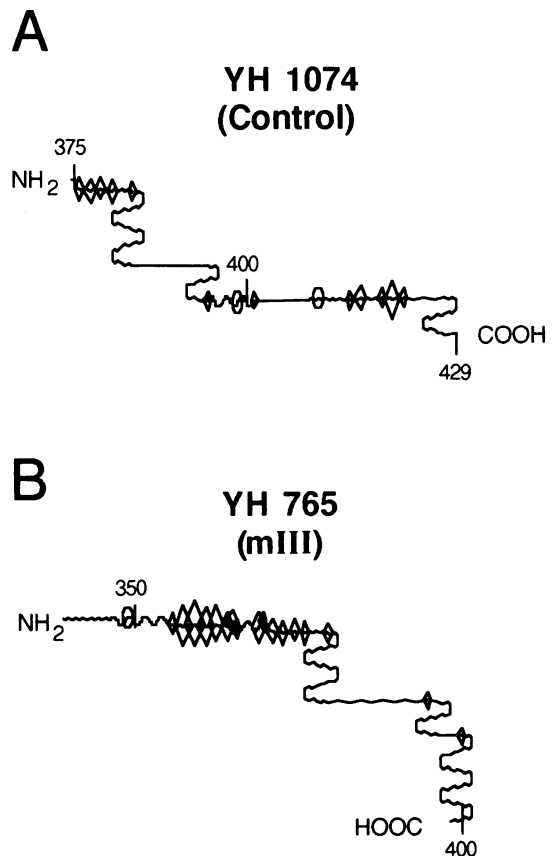 A
YH 1074
(Control)
375
NH2
400
COOH
429
B
YH 765
(mIII)
350
NH2
HOOC
400